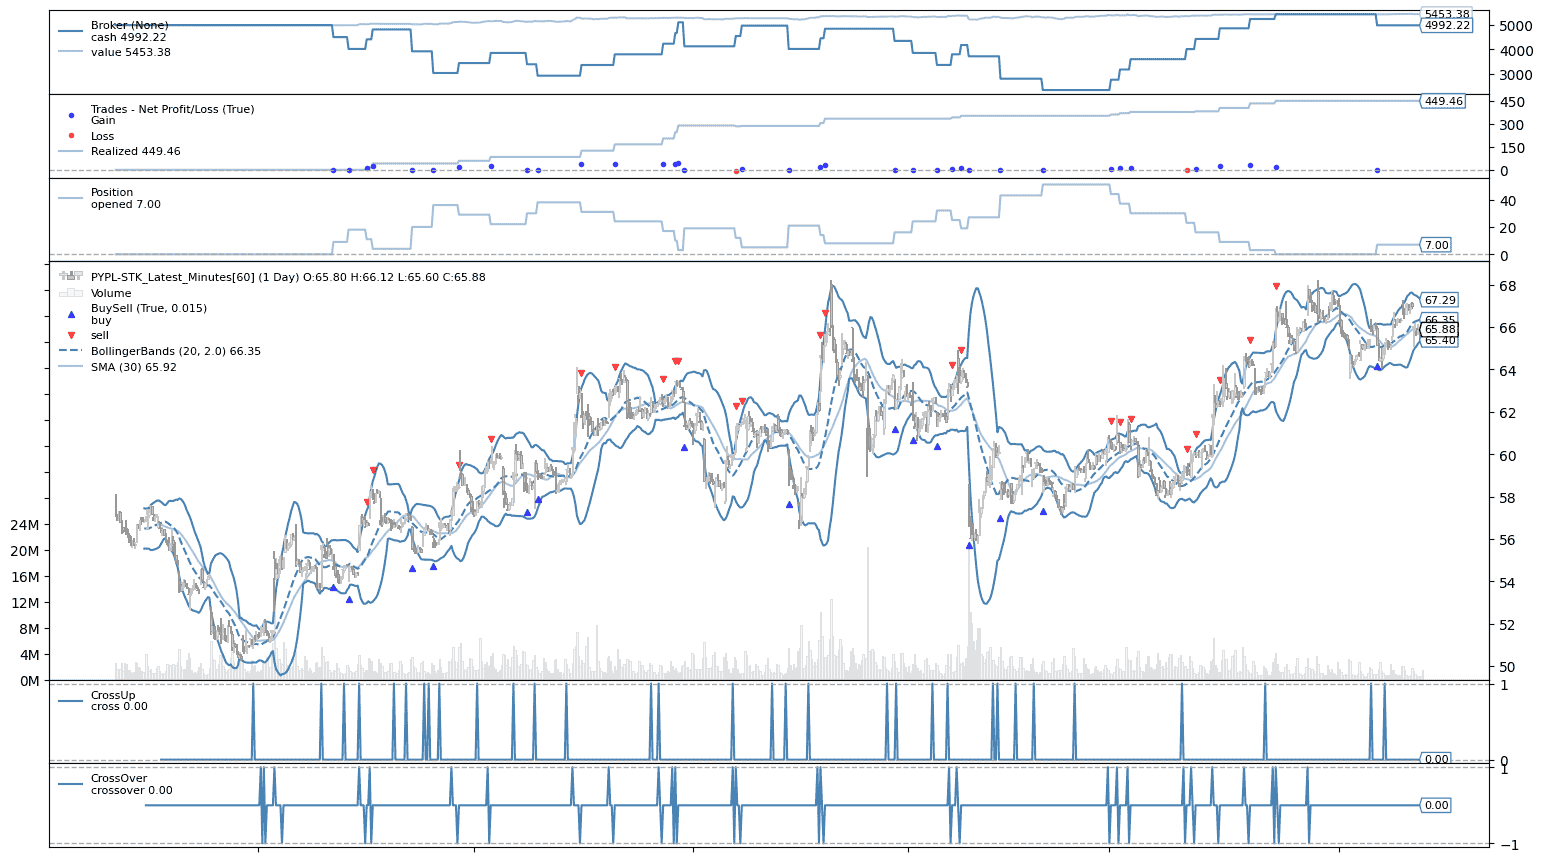 Broker (None)
cash 4992.22
value 5453.38
5453.38
4992.22
5000
4000
3000
Trades - Net Profit/Loss (True)
Gain
Loss
Realized 449.46
449.46
450
300
150
0
Position
opened 7.00
40
20
7.00
0
PYPL-STK_Latest_Minutes[60] (1 Day) O:65.80 H:66.12 L:65.60 C:65.88
Volume
BuySell (True, 0.015)
buy
sell
BollingerBands (20, 2.0) 66.35
SMA (30) 65.92
68
67.29
66.35
66
65.88
65.40
64
62
60
58
56
54
52
50
24M
20M
16M
12M
8M
4M
0M
CrossUp
cross 0.00
1
0.00
0
CrossOver
crossover 0.00
1
0.00
−1